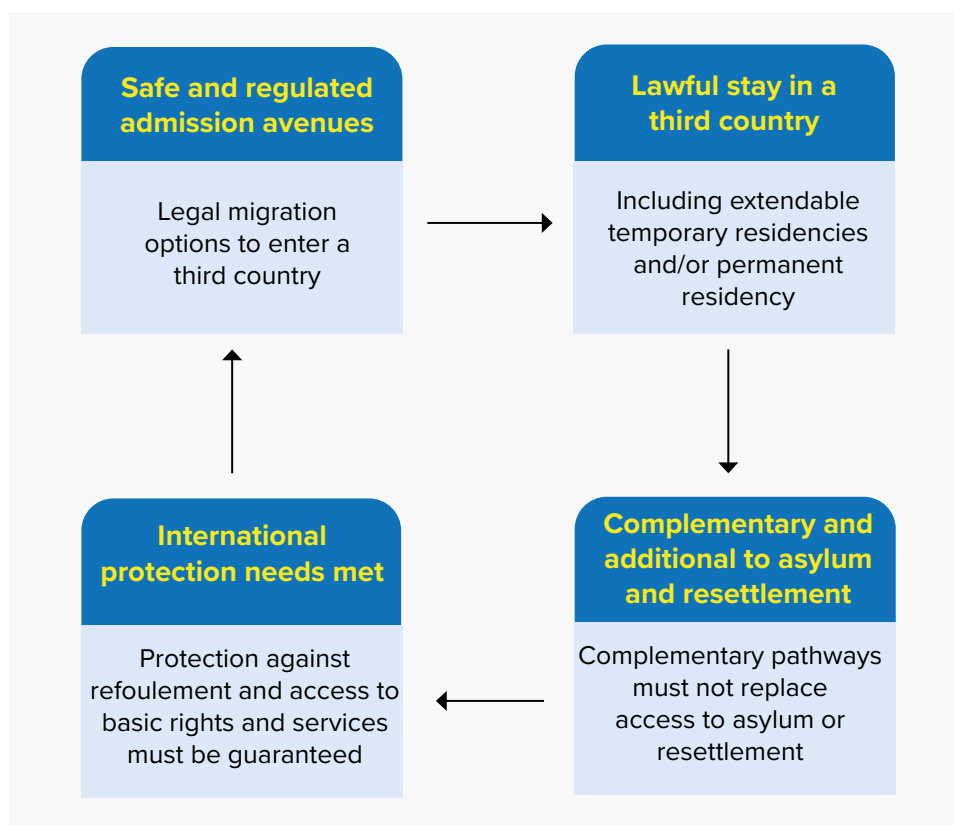 Safe and regulated
admission avenues
Legal migration
options to enter a
third country
Lawful stay in a
third country
Including extendable
temporary residencies
and/or permanent
residency
Complementary and
additional to asylum
and resettlement
Complementary pathways
must not replace
access to asylum or
resettlement
International
protection needs met
Protection against
refoulement and access to
basic rights and services
must be guaranteed